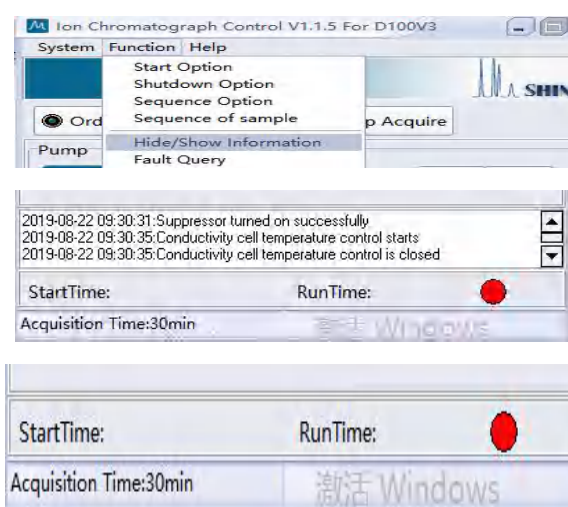 Ion Chromatograph Control V1.1.5 For D100V3
System Function Help
Start Option
Shutdown Option
Sequence Option
Sequence of sample
Hide/Show Information
Fault Query
SHIN
Ord
p Acquire
Pump
2019-08-22 09:30:31:Suppressor turned on successfully
2019-08-22 09:30:35:Conductivity cell temperature control starts
2019-08-22 09:30:35:Conductivity cell temperature control is closed
StartTime: RunTime:
Acquisition Time:30min 激活 Windows
StartTime: RunTime:
Acquisition Time:30min 激活 Windows